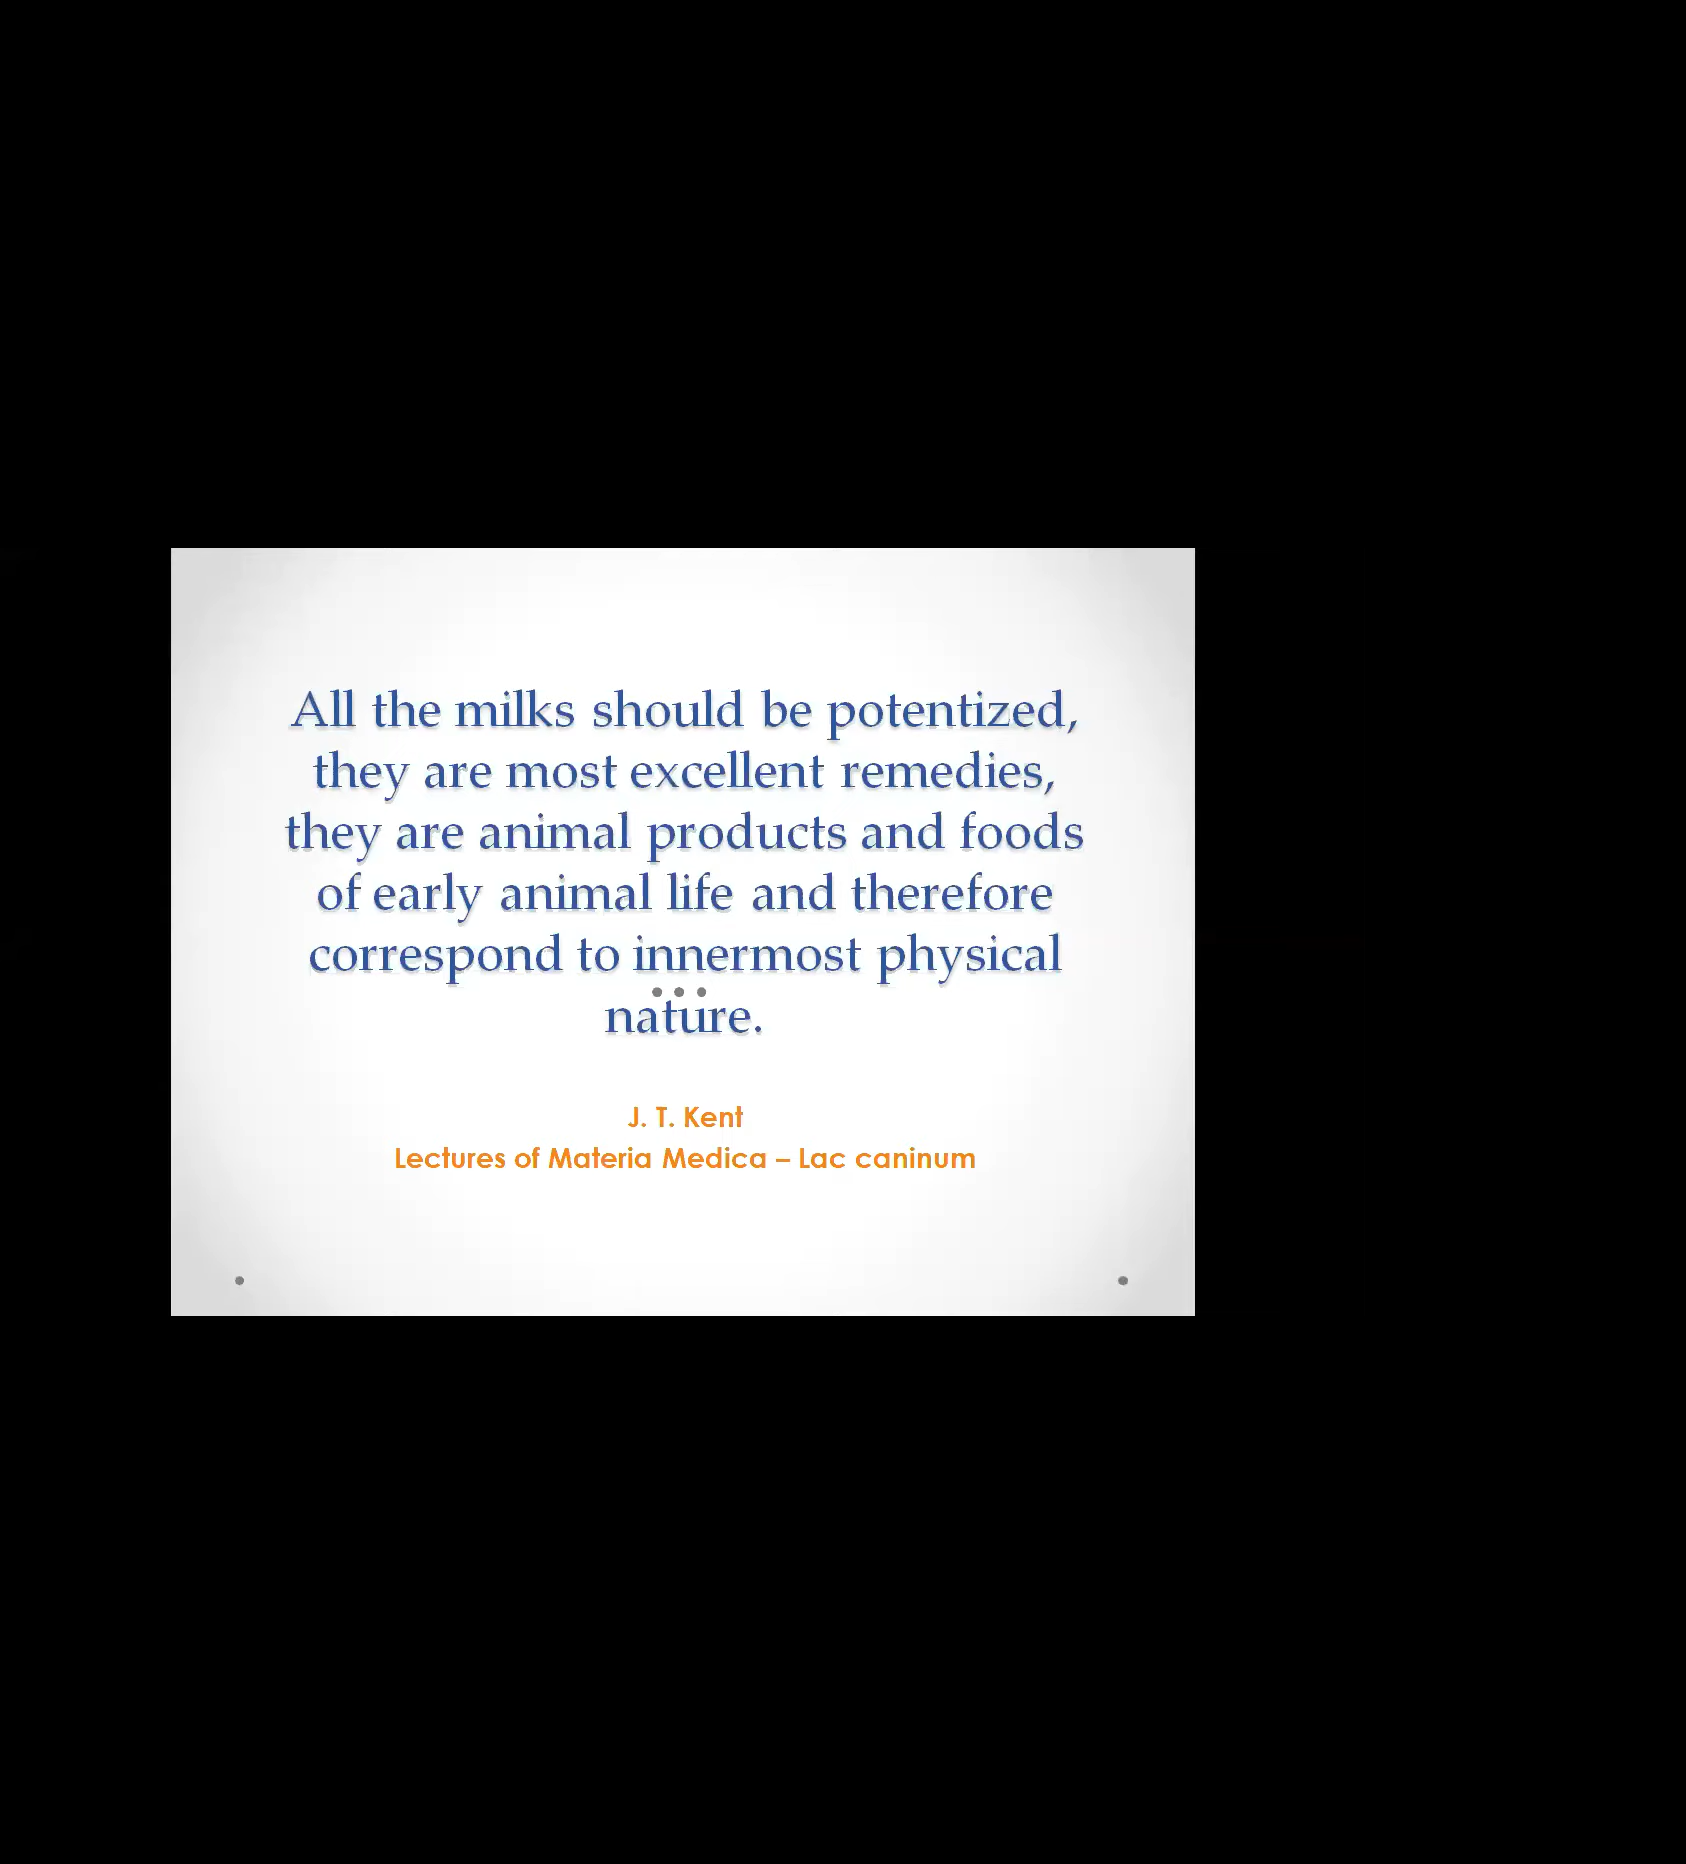 All the milks should be potentized,
they are most excellent remedies,
they are animal products and foods
of early animal life and therefore
correspond to innermost physical
nature.
J. T. Kent
Lectures of Materia Medica – Lac caninum